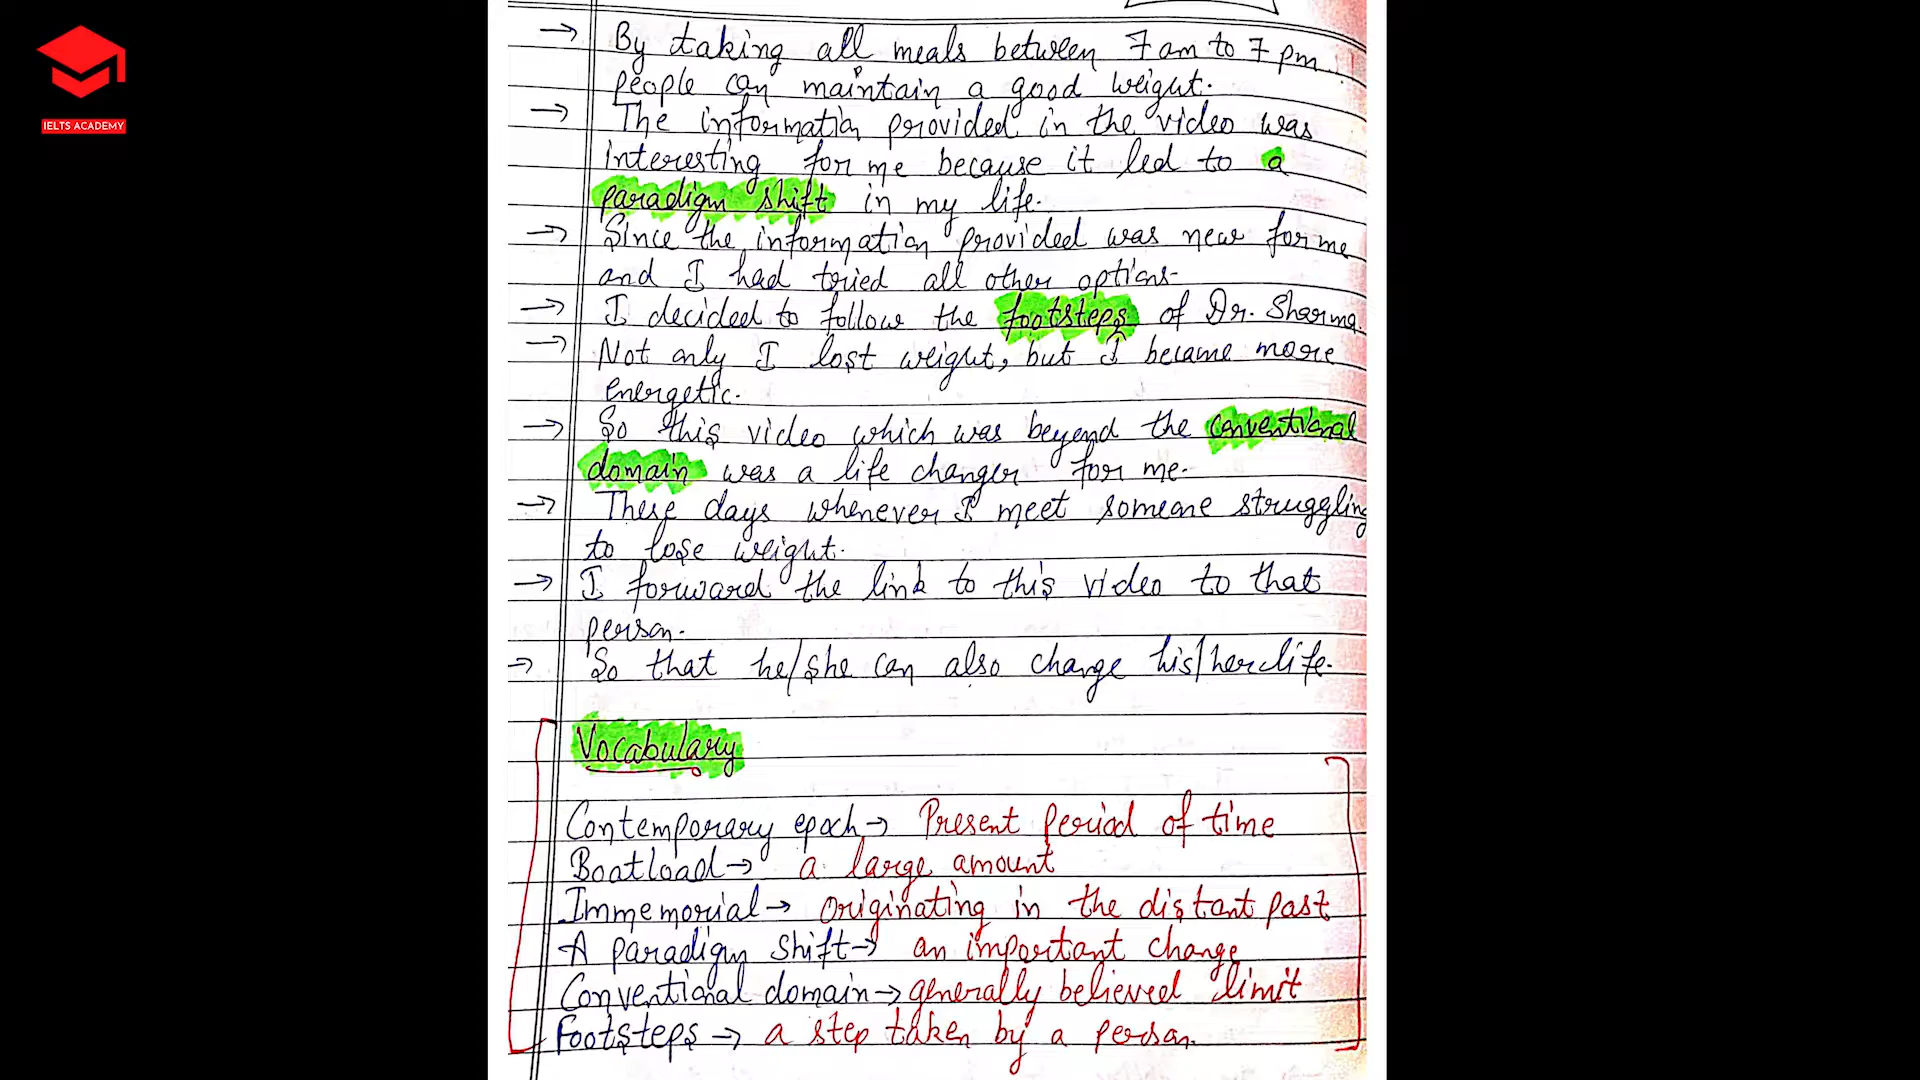 IELTS ACADEMY
→ By taking all meals between 7 am to 7 pm
people can maintain a good weight.
→ The information provided in the video was
interesting for me because it led to a
paradigm shift in my life.
→ Since the information provided was new for me
and I had tried all other options.
→ I decided to follow the footsteps of Dr. Sharma.
→ Not only I lost weight, but I became more
energetic.
→ So this video which was beyond the conventional
domain was a life changer for me.
→ These days whenever I meet someone struggling
to lose weight.
→ I forward the link to this video to that
person.
→ So that he/she can also change his/her life.
Vocabulary
Contemporary epoch → Present Period of time
Boatload → a large amount
Immemorial → originating in the distant past
A paradigm shift → an important change
Conventional domain → generally believed limit
Footsteps → a step taken by a person.